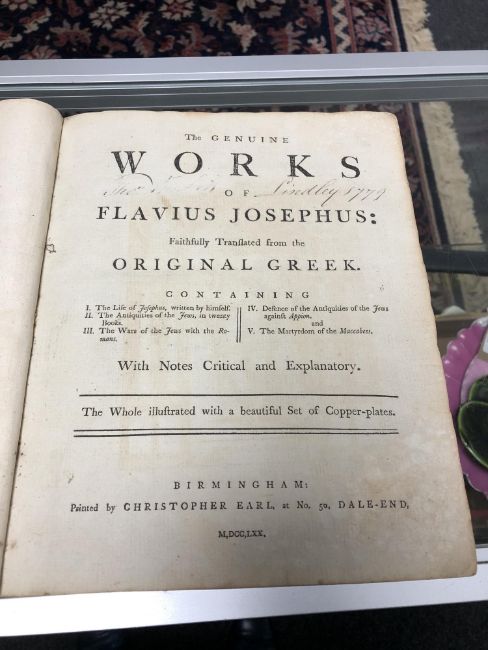 The GENUINE
WORKS
Lindley 1779
OF
FLAVIUS JOSEPHUS:
Faithfully Translated from the
ORIGINAL GREEK.
CONTAINING
I. The Life of Josephus, written by himself.
II. The Antiquities of the Jews, in twenty
Books.
III. The Wars of the Jews with the Ro-
mans.
IV. Defence of the Antiquities of the Jews
against Appion.
and
V. The Martyrdom of the Maccabees.
With Notes Critical and Explanatory.
The Whole illustrated with a beautiful Set of Copper-plates.
BIRMINGHAM:
Printed by CHRISTOPHER EARL, at No. 50, DALE-END,
M,DCC,LXX.